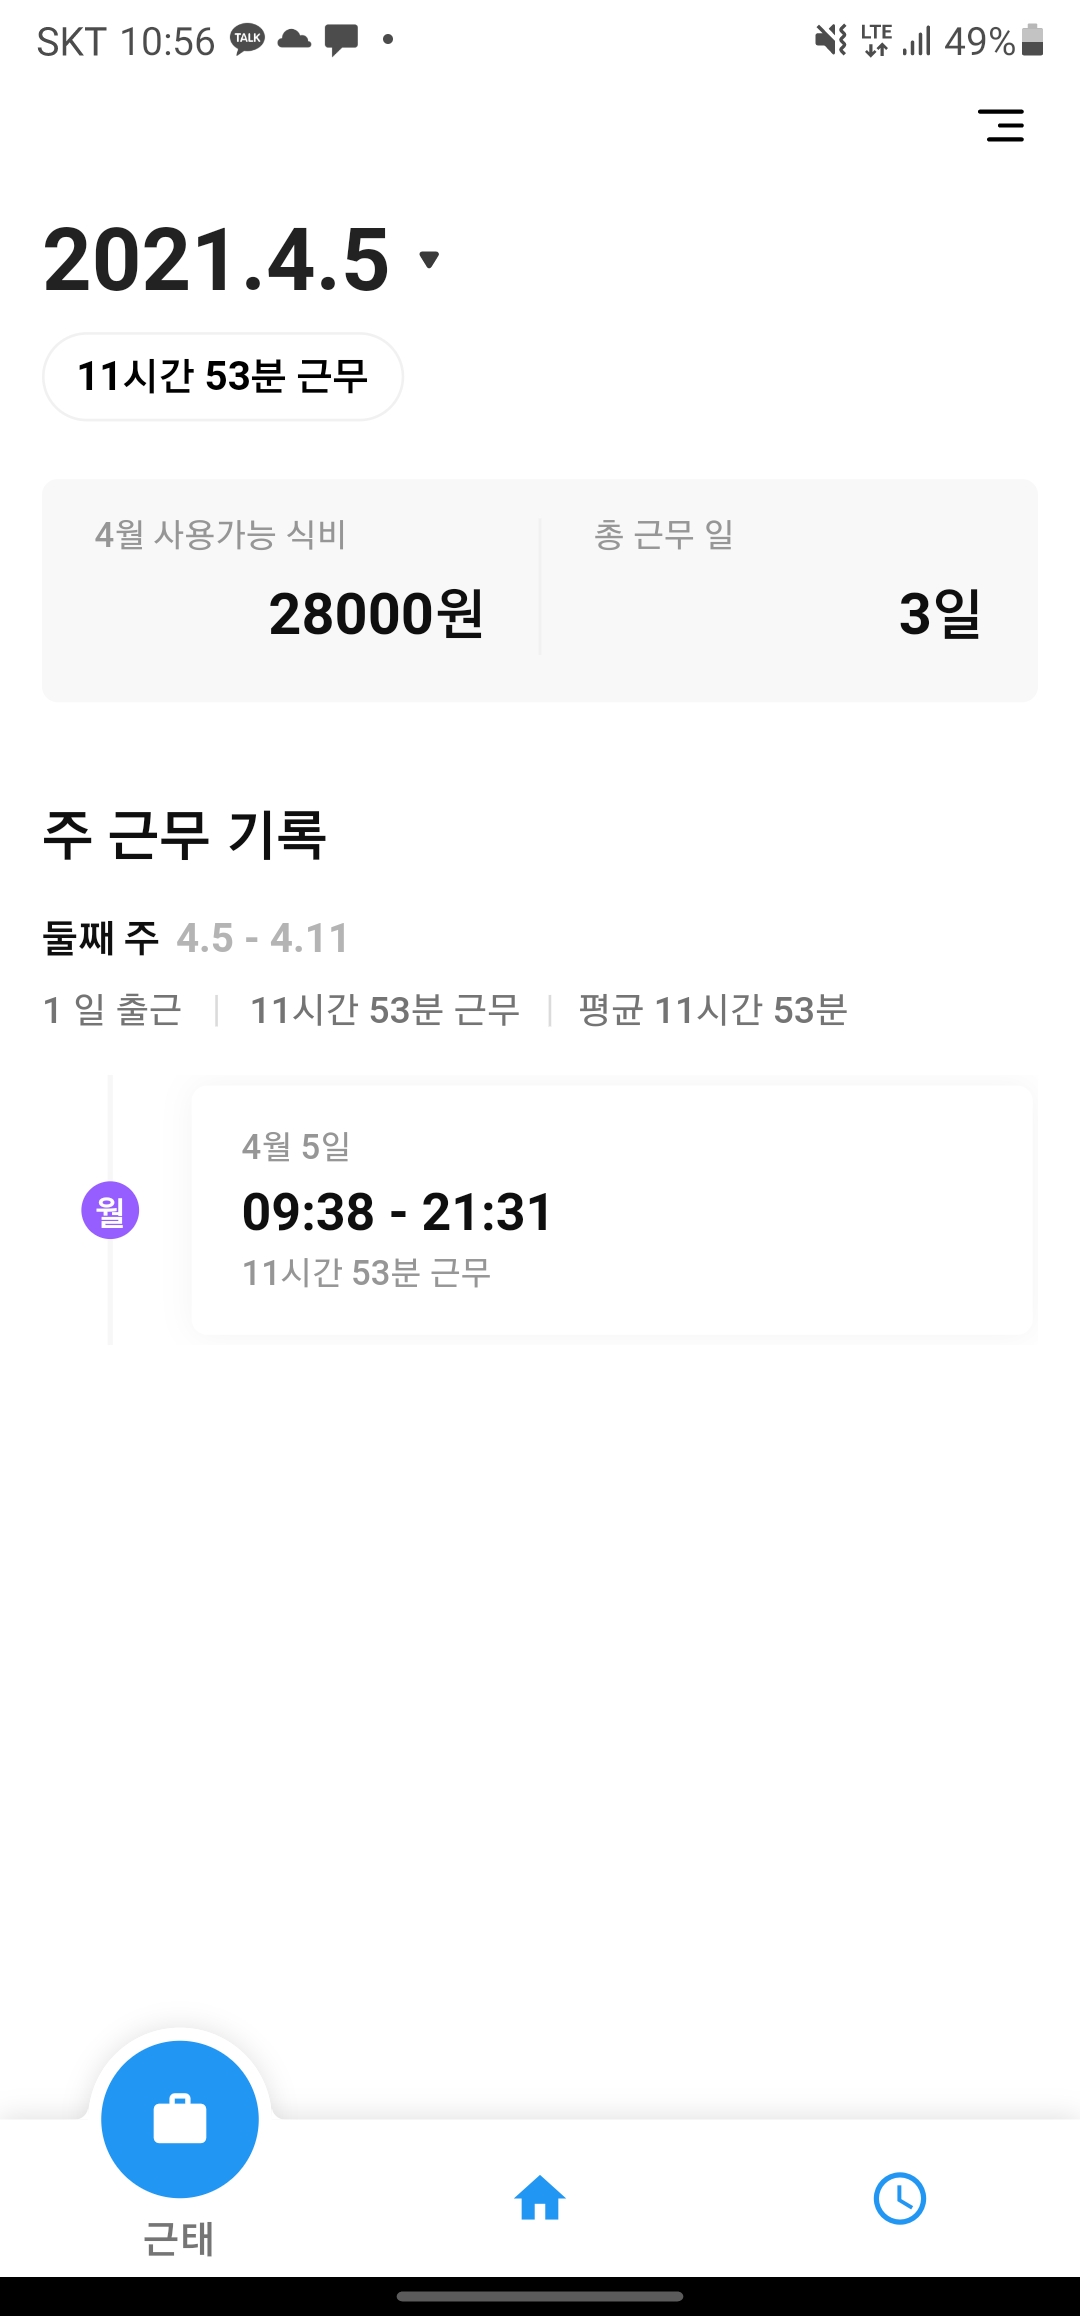 SKT 10:56 TALK LTE 49%
2021.4.5
11시간 53분 근무
4월 사용가능 식비
28000원
총 근무 일
3일
주 근무 기록
둘째 주 4.5 - 4.11
1 일 출근 | 11시간 53분 근무 | 평균 11시간 53분
월
4월 5일
09:38 - 21:31
11시간 53분 근무
근태